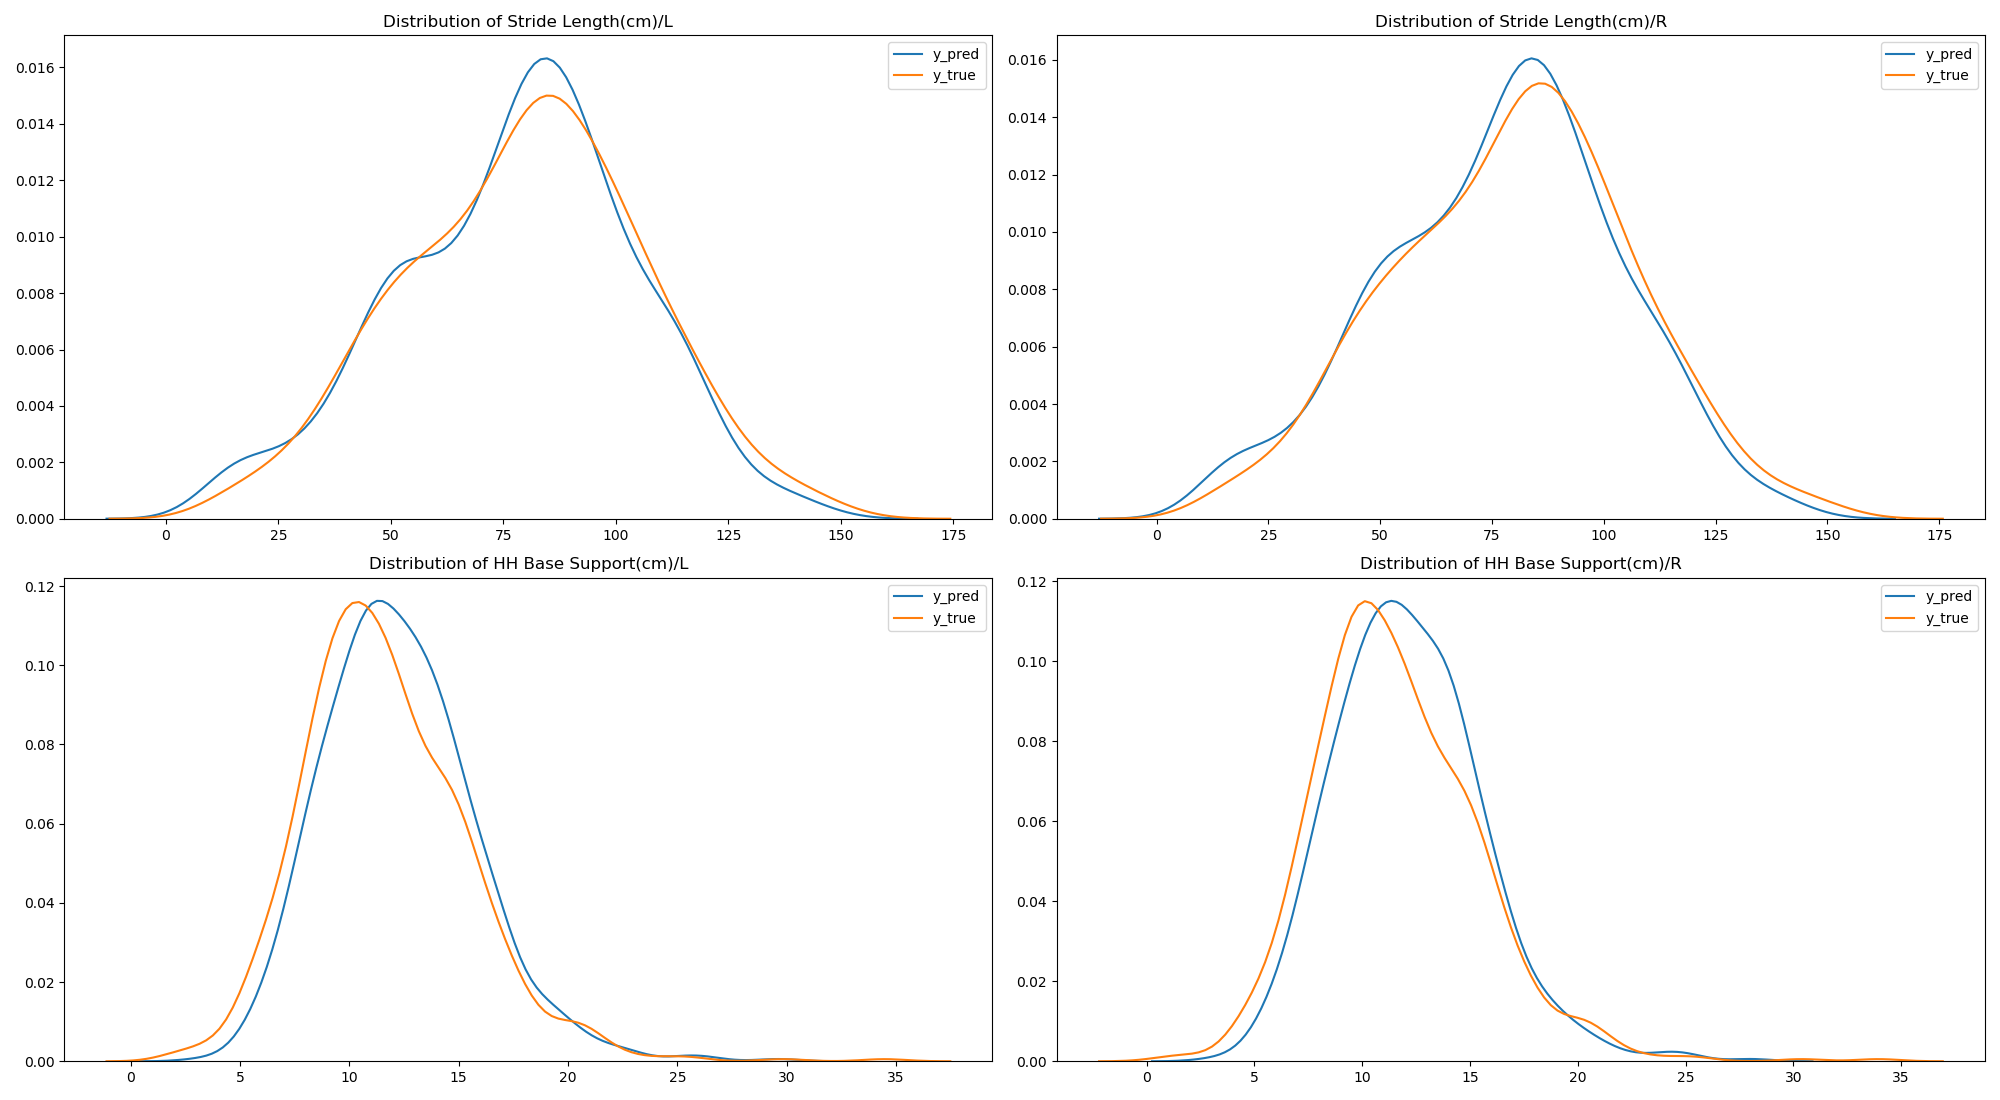 Distribution of Stride Length(cm)/L
y_pred
y_true
0.016
0.014
0.012
0.010
0.008
0.006
0.004
0.002
0.000
0 25 50 75 100 125 150 175
Distribution of Stride Length(cm)/R
y_pred
y_true
0.016
0.014
0.012
0.010
0.008
0.006
0.004
0.002
0.000
0 25 50 75 100 125 150 175
Distribution of HH Base Support(cm)/L
y_pred
y_true
0.12
0.10
0.08
0.06
0.04
0.02
0.00
0 5 10 15 20 25 30 35
Distribution of HH Base Support(cm)/R
y_pred
y_true
0.12
0.10
0.08
0.06
0.04
0.02
0.00
0 5 10 15 20 25 30 35